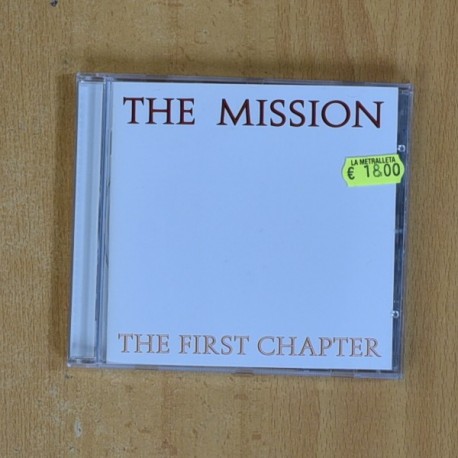 THE MISSION
LA METRALLETA
€ 18.00
THE FIRST CHAPTER